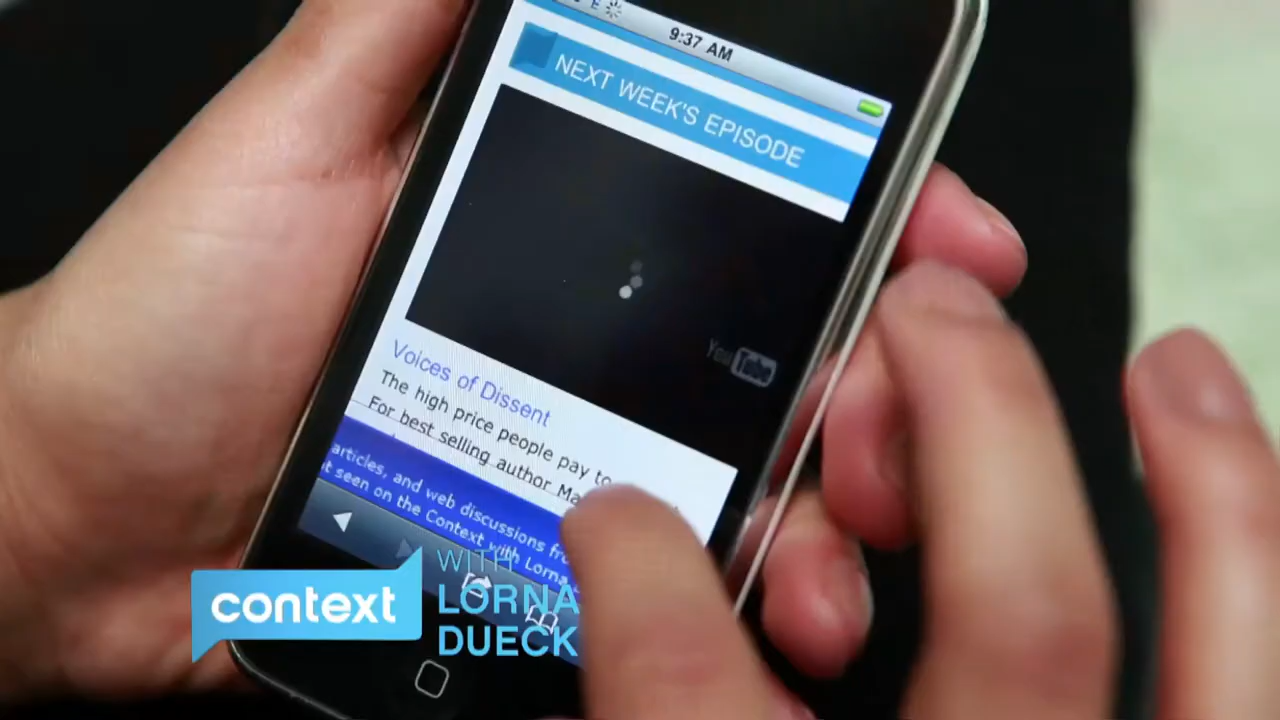 E
9:37 AM
NEXT WEEK'S EPISODE
YouTube
Voices of Dissent
The high price people pay to
For best selling author
articles, and web discussions
seen on the Context with Lorna
context
WITH
LORNA
DUECK